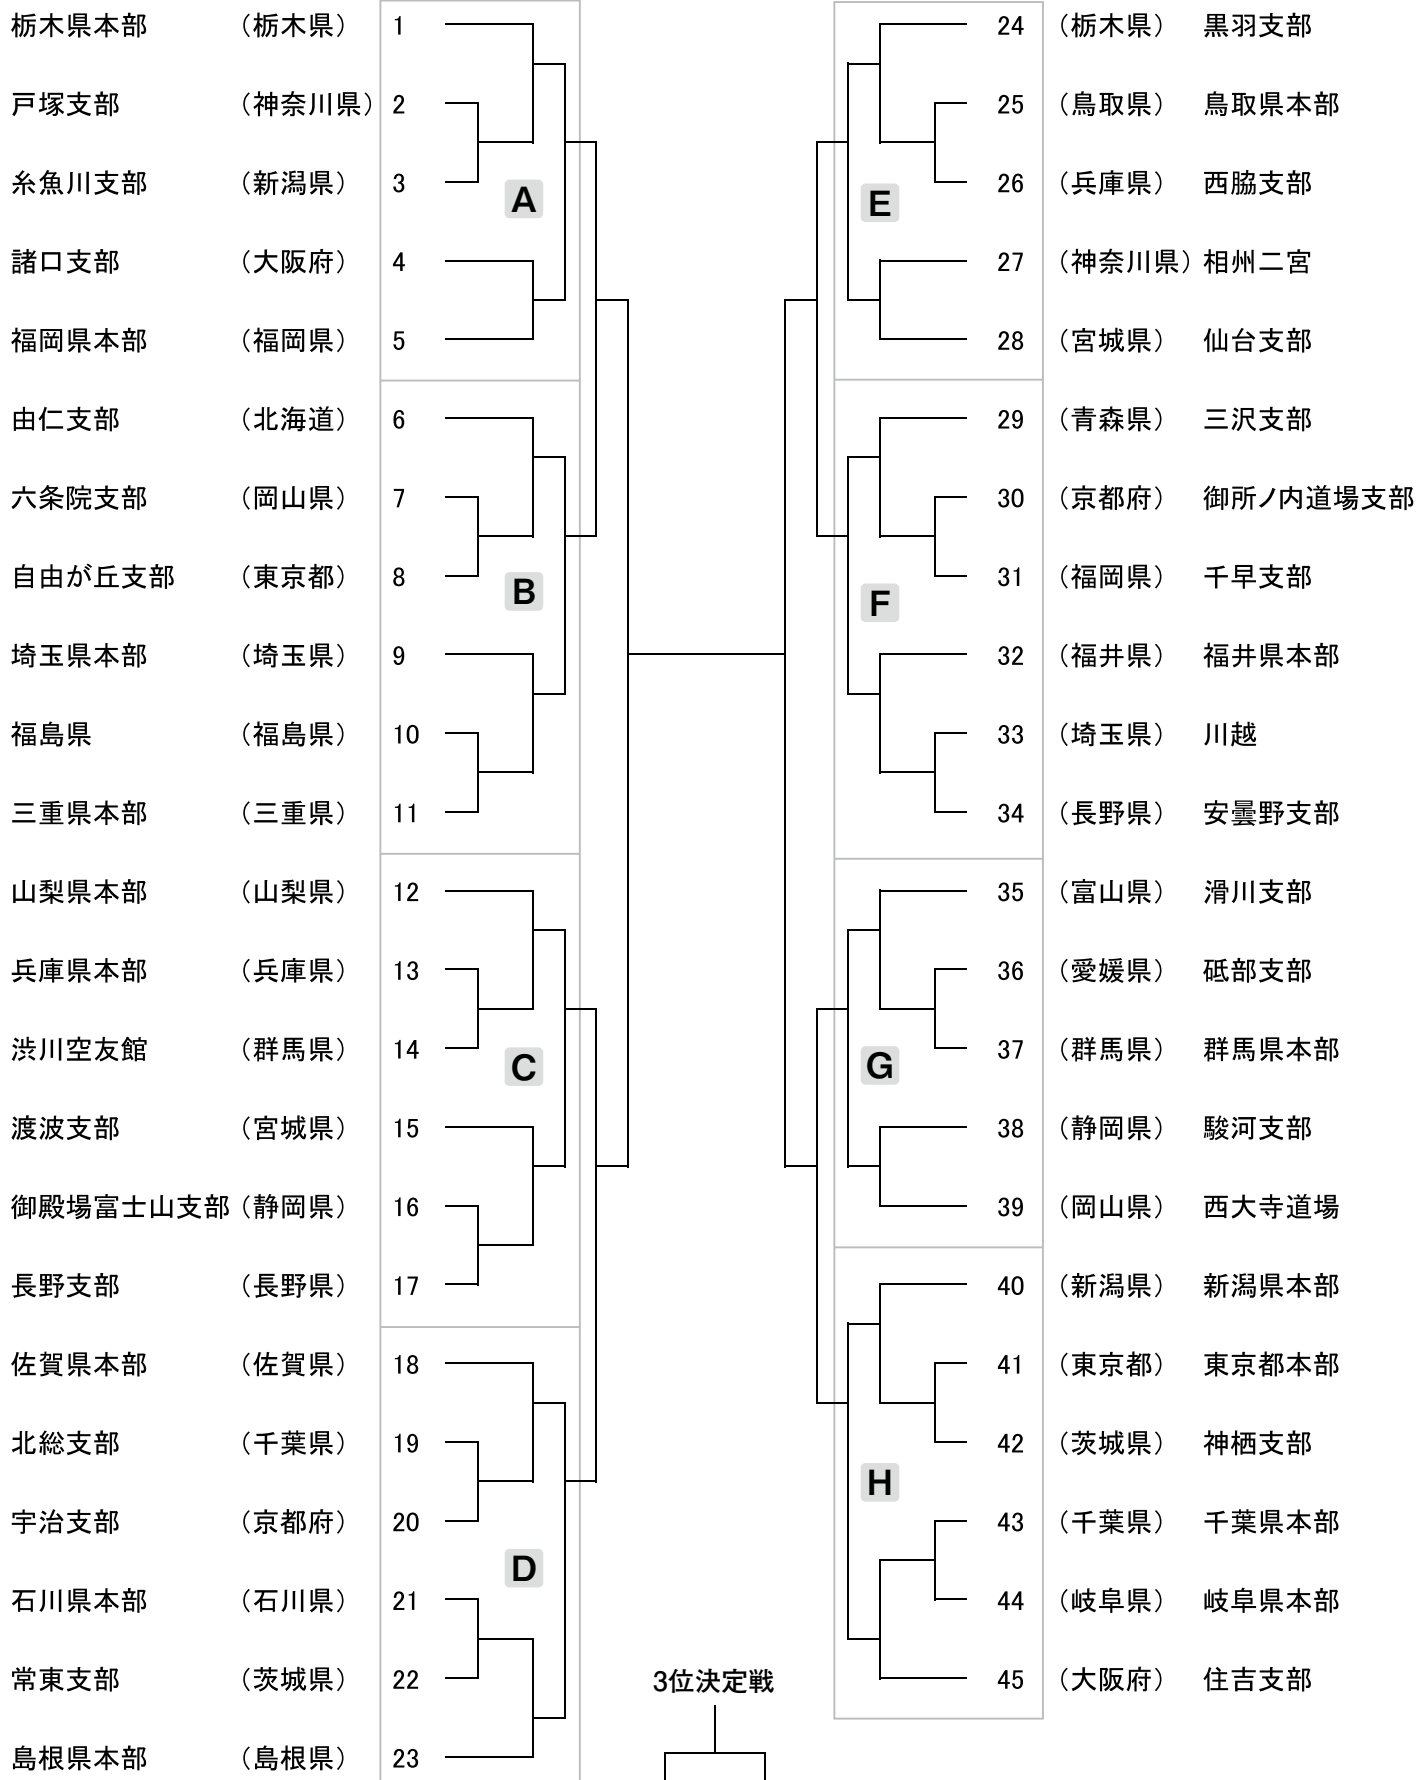 栃木県本部 （栃木県） 1
戸塚支部 （神奈川県） 2
糸魚川支部 （新潟県） 3
A
諸口支部 （大阪府） 4
福岡県本部 （福岡県） 5
由仁支部 （北海道） 6
六条院支部 （岡山県） 7
自由が丘支部 （東京都） 8
B
埼玉県本部 （埼玉県） 9
福島県 （福島県） 10
三重県本部 （三重県） 11
山梨県本部 （山梨県） 12
兵庫県本部 （兵庫県） 13
渋川空友館 （群馬県） 14
C
渡波支部 （宮城県） 15
御殿場富士山支部 （静岡県） 16
長野支部 （長野県） 17
佐賀県本部 （佐賀県） 18
北総支部 （千葉県） 19
宇治支部 （京都府） 20
D
石川県本部 （石川県） 21
常東支部 （茨城県） 22
島根県本部 （島根県） 23
24 （栃木県） 黒羽支部
25 （鳥取県） 鳥取県本部
26 （兵庫県） 西脇支部
E
27 （神奈川県） 相州二宮
28 （宮城県） 仙台支部
29 （青森県） 三沢支部
30 （京都府） 御所ノ内道場支部
31 （福岡県） 千早支部
F
32 （福井県） 福井県本部
33 （埼玉県） 川越
34 （長野県） 安曇野支部
35 （富山県） 滑川支部
36 （愛媛県） 砥部支部
37 （群馬県） 群馬県本部
G
38 （静岡県） 駿河支部
39 （岡山県） 西大寺道場
40 （新潟県） 新潟県本部
41 （東京都） 東京都本部
42 （茨城県） 神栖支部
H
43 （千葉県） 千葉県本部
44 （岐阜県） 岐阜県本部
45 （大阪府） 住吉支部
3位決定戦